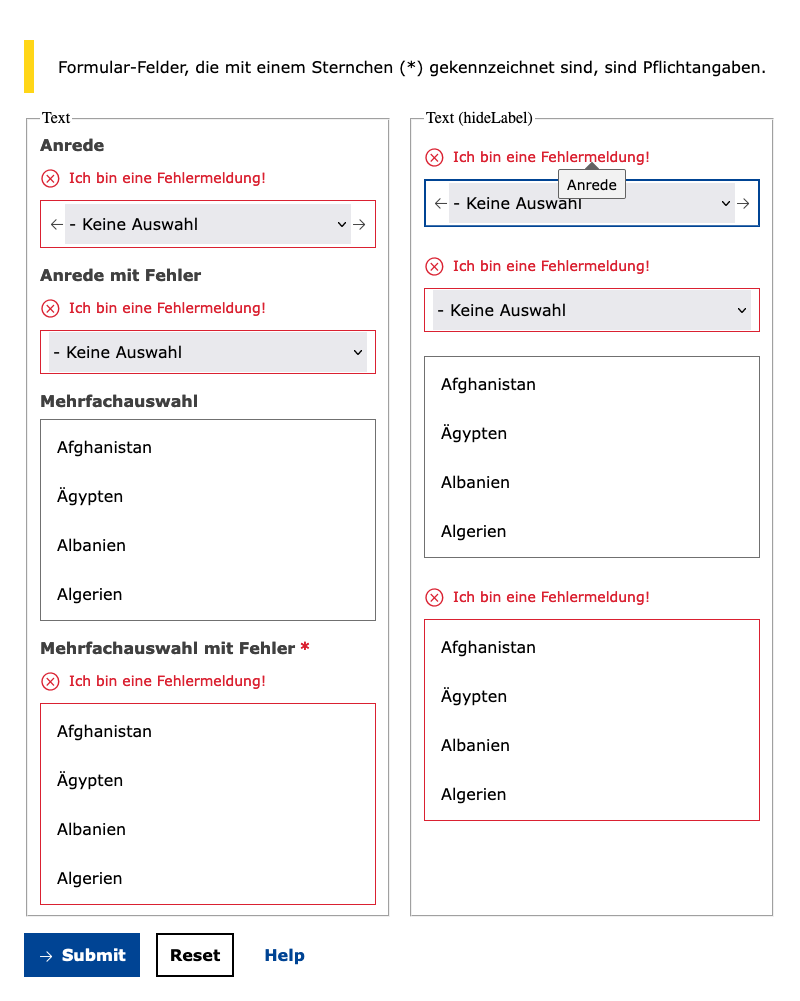 Formular-Felder, die mit einem Sternchen (*) gekennzeichnet sind, sind Pflichtangaben.
Text
Anrede
Ich bin eine Fehlermeldung!
- Keine Auswahl
Anrede mit Fehler
Ich bin eine Fehlermeldung!
- Keine Auswahl
Mehrfachauswahl
Afghanistan
Ägypten
Albanien
Algerien
Mehrfachauswahl mit Fehler *
Ich bin eine Fehlermeldung!
Afghanistan
Ägypten
Albanien
Algerien
Text (hideLabel)
Ich bin eine Fehlermeldung!
Anrede
- Keine Auswahl
Ich bin eine Fehlermeldung!
- Keine Auswahl
Afghanistan
Ägypten
Albanien
Algerien
Ich bin eine Fehlermeldung!
Afghanistan
Ägypten
Albanien
Algerien
Submit
Reset
Help